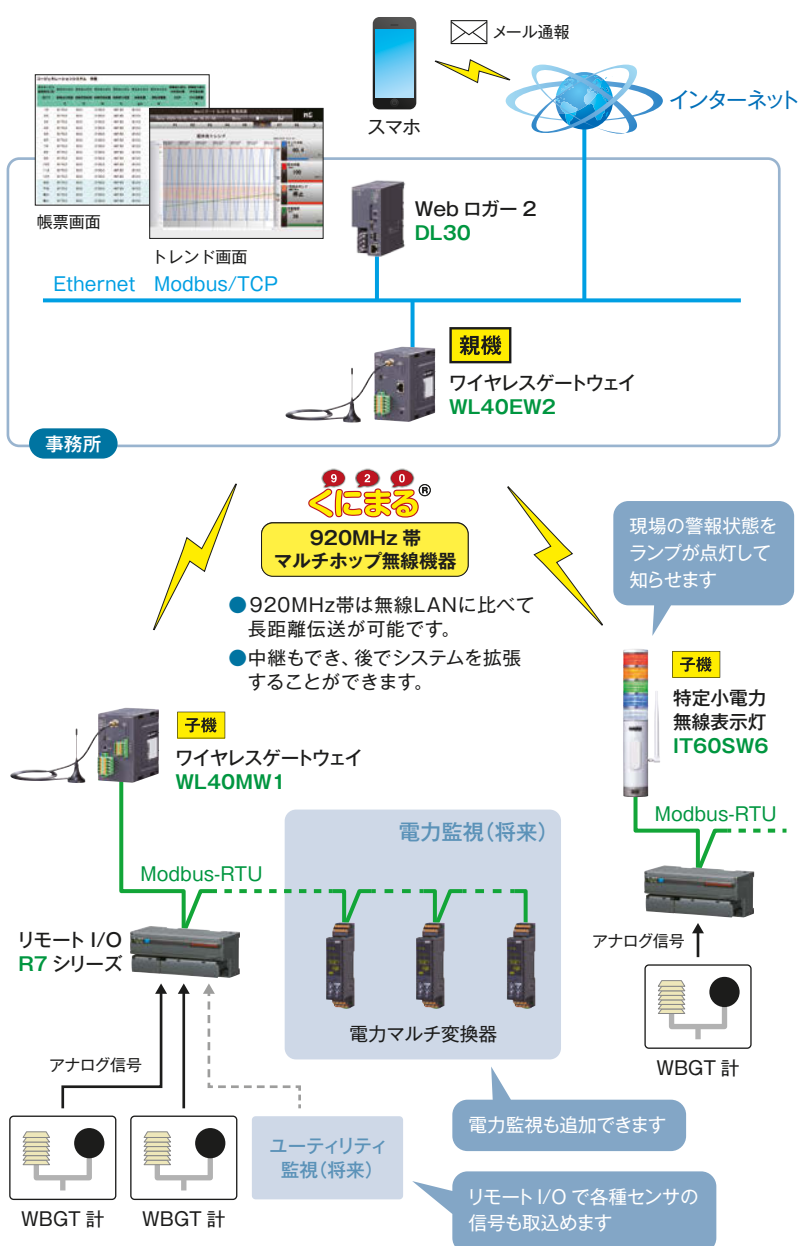 メール通報
スマホ
インターネット
帳票画面
トレンド画面
Web ロガー 2
DL30
Ethernet Modbus/TCP
親機
ワイヤレスゲートウェイ
WL40EW2
事務所
9 2 0
くにまる®
920MHz 帯
マルチホップ無線機器
●920MHz帯は無線LANに比べて
長距離伝送が可能です。
●中継もでき、後でシステムを拡張
することができます。
現場の警報状態を
ランプが点灯して
知らせます
子機
特定小電力
無線表示灯
IT60SW6
子機
ワイヤレスゲートウェイ
WL40MW1
Modbus-RTU
電力監視(将来)
Modbus-RTU
リモート I/O
R7 シリーズ
電力マルチ変換器
アナログ信号
WBGT 計
アナログ信号
電力監視も追加できます
ユーティリティ
監視(将来)
リモート I/O で各種センサの
信号も取込めます
WBGT 計
WBGT 計